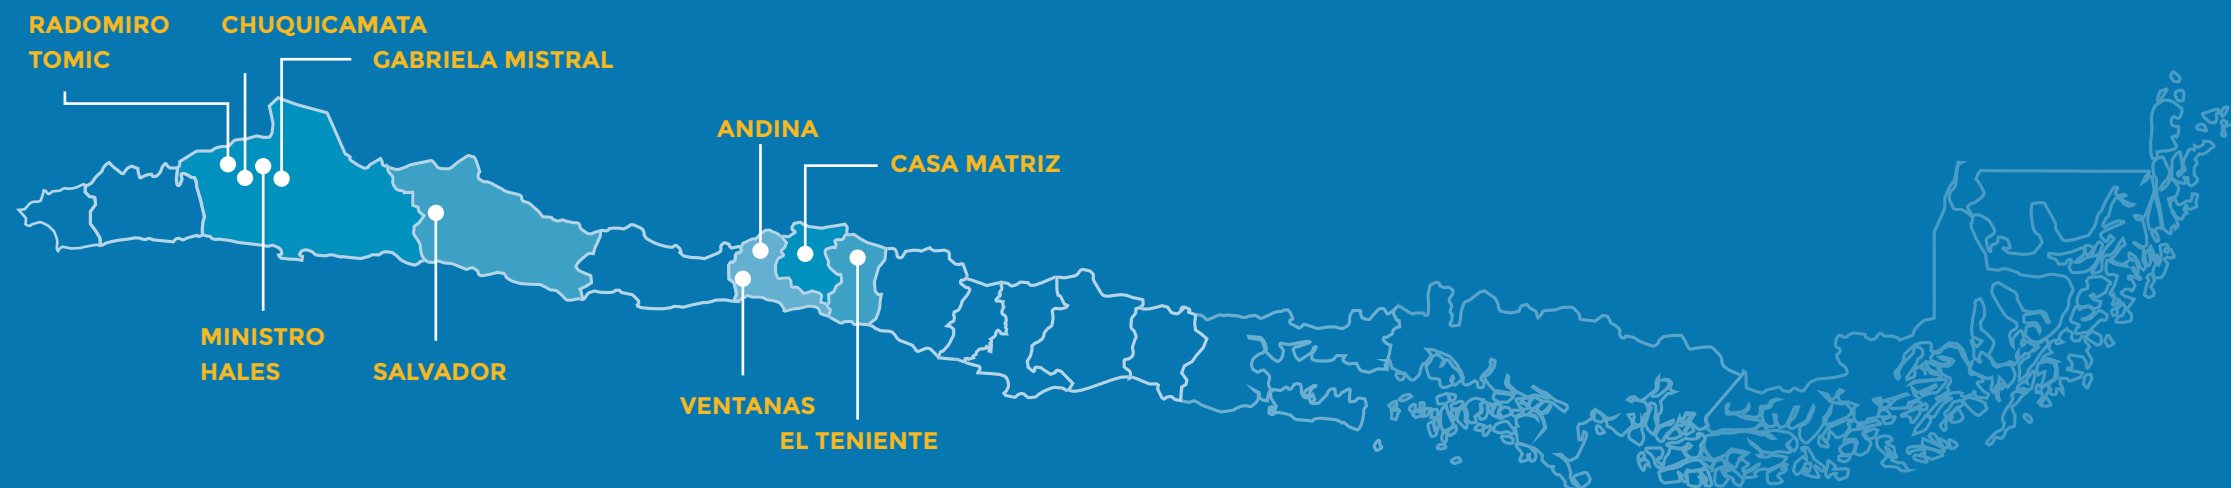 RADOMIRO
TOMIC
CHUQUICAMATA
GABRIELA MISTRAL
ANDINA
CASA MATRIZ
MINISTRO
HALES
SALVADOR
VENTANAS
EL TENIENTE